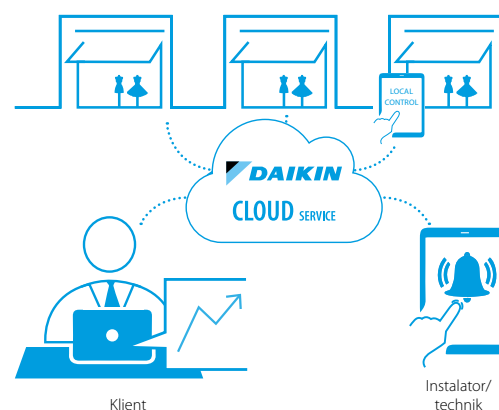 LOCAL
CONTROL
DAIKIN
CLOUD SERVICE
Klient
Instalator/
technik